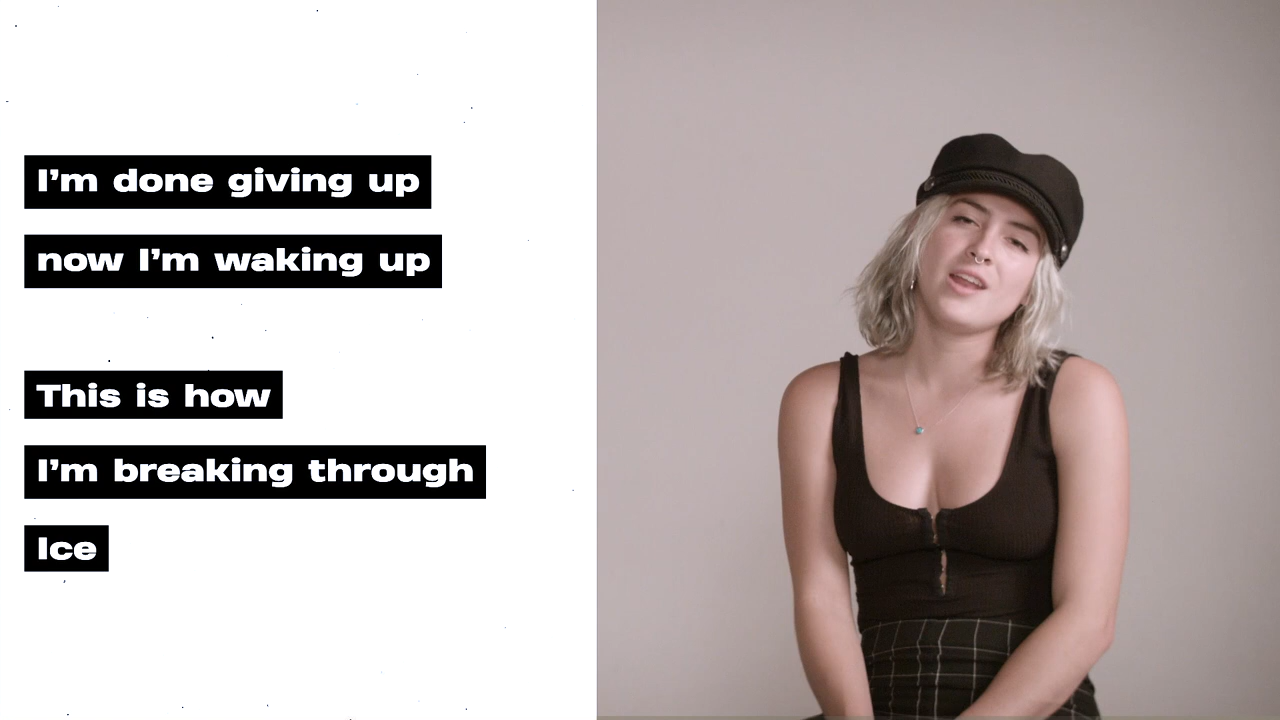 I’m done giving up
now I’m waking up
This is how
I’m breaking through
Ice